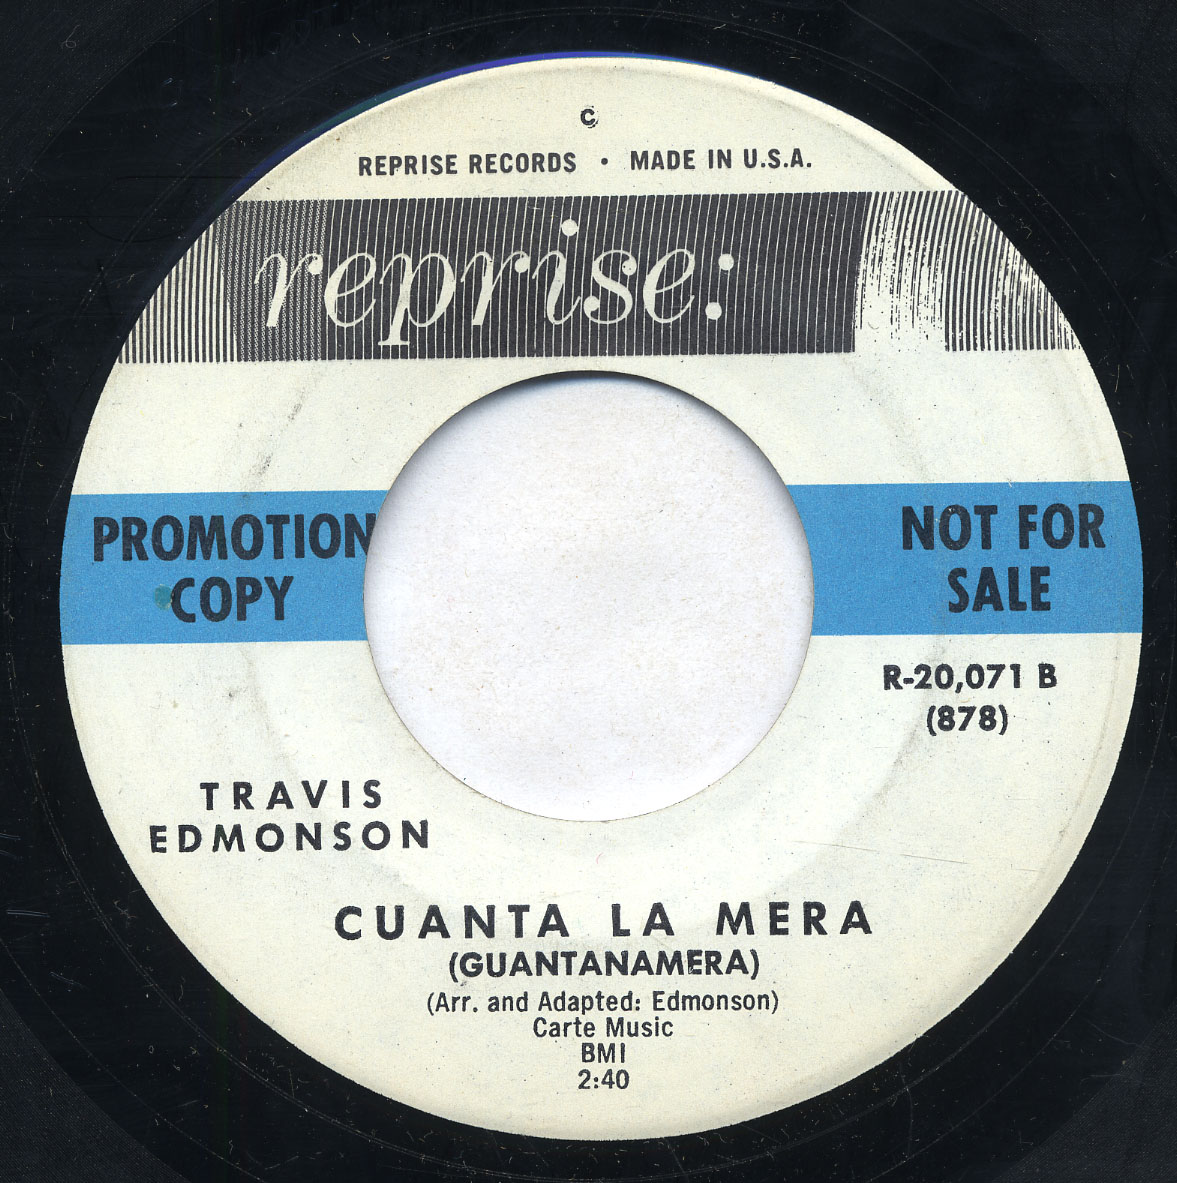 C
REPRISE RECORDS • MADE IN U.S.A.
reprise:
PROMOTION
COPY
NOT FOR
SALE
R-20,071 B
(878)
TRAVIS
EDMONSON
CUANTA LA MERA
(GUANTANAMERA)
(Arr. and Adapted: Edmonson)
Carte Music
BMI
2:40